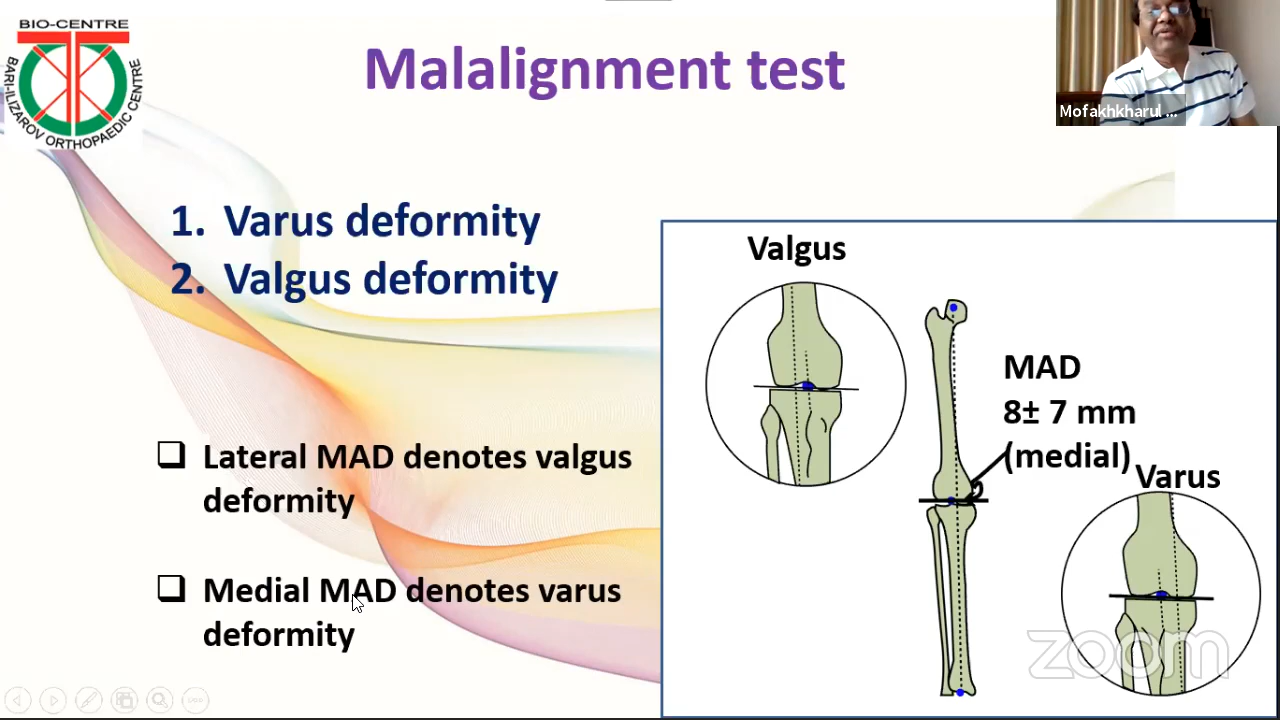 BIO-CENTRE
BARI-ILIZAROV ORTHOPAEDIC CENTRE
Malalignment test
Mofakhkharul ...
1. Varus deformity
2. Valgus deformity
Lateral MAD denotes valgus
deformity
Medial MAD denotes varus
deformity
Valgus
MAD
8± 7 mm
(medial)
Varus
zoom